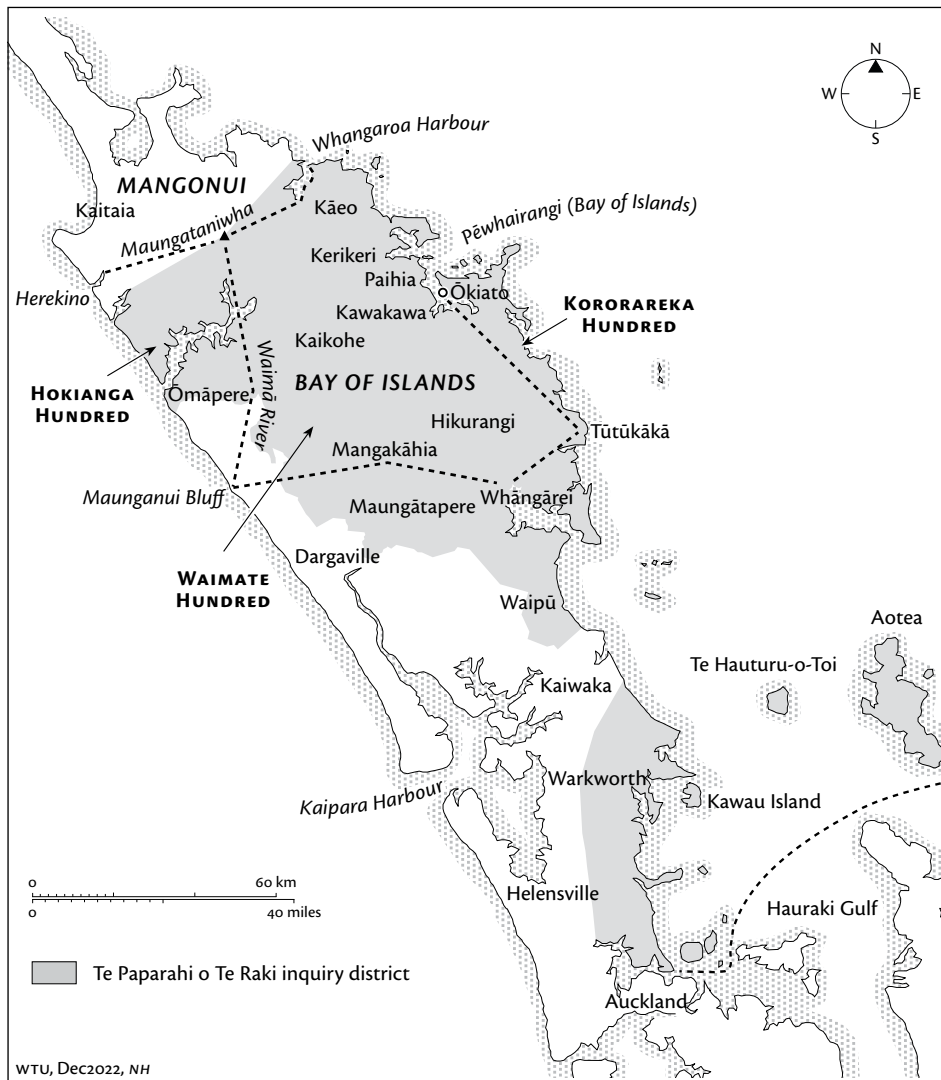 N
W
E
S
Whangaroa Harbour
MANGONUI
Kaitaia
Maungataniwha
Kāeo
Pēwhairangi (Bay of Islands)
Kerikeri
Paihia
Herekino
Ōkiato
Kawakawa
KORORAREKA
HUNDRED
Kaikohe
Waimā River
HOKIANGA
HUNDRED
Ōmāpere
BAY OF ISLANDS
Hikurangi
Tūtūkākā
Mangakāhia
Maunganui Bluff
Whāngārei
Maungātapere
Dargaville
WAIMATE
HUNDRED
Waipū
Aotea
Te Hauturu-o-Toi
Kaiwaka
Warkworth
Kaipara Harbour
Kawau Island
0
60 km
0
40 miles
Helensville
Hauraki Gulf
Te Paparahi o Te Raki inquiry district
Auckland
WTU, Dec2022, NH